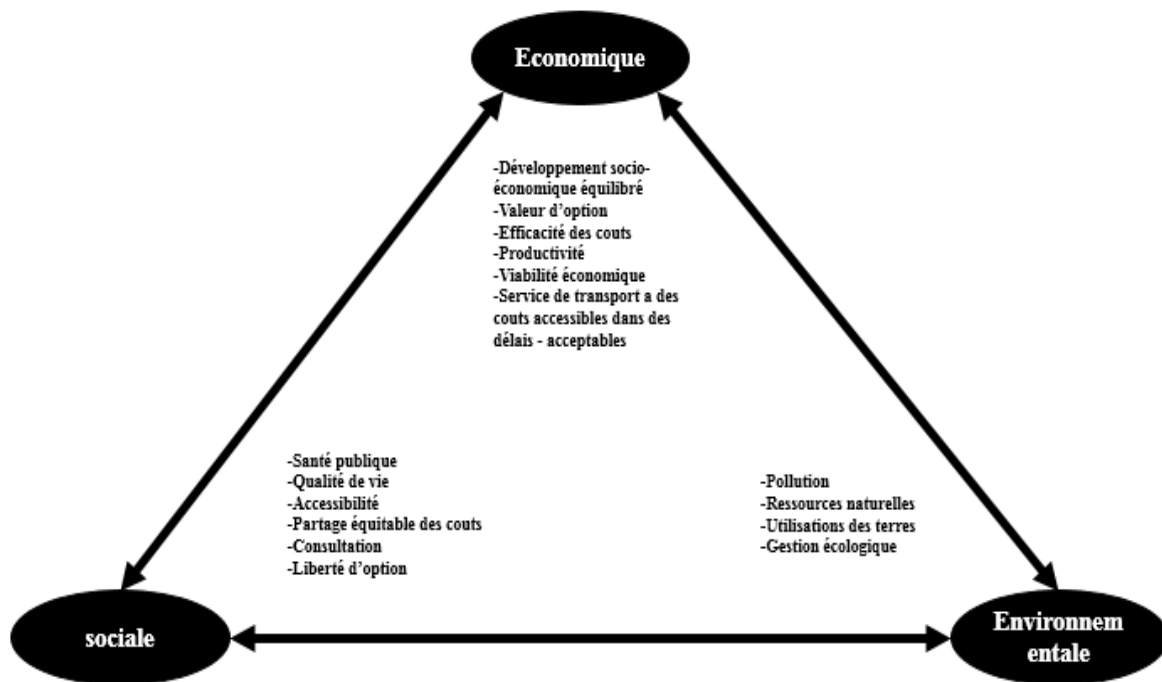 Economique
-Développement socio-
économique équilibré
-Valeur d’option
-Efficacité des couts
-Productivité
-Viabilité économique
-Service de transport a des
couts accessibles dans des
délais - acceptables
-Santé publique
-Qualité de vie
-Accessibilité
-Partage équitable des couts
-Consultation
-Liberté d’option
-Pollution
-Ressources naturelles
-Utilisations des terres
-Gestion écologique
sociale
Environnem
entale